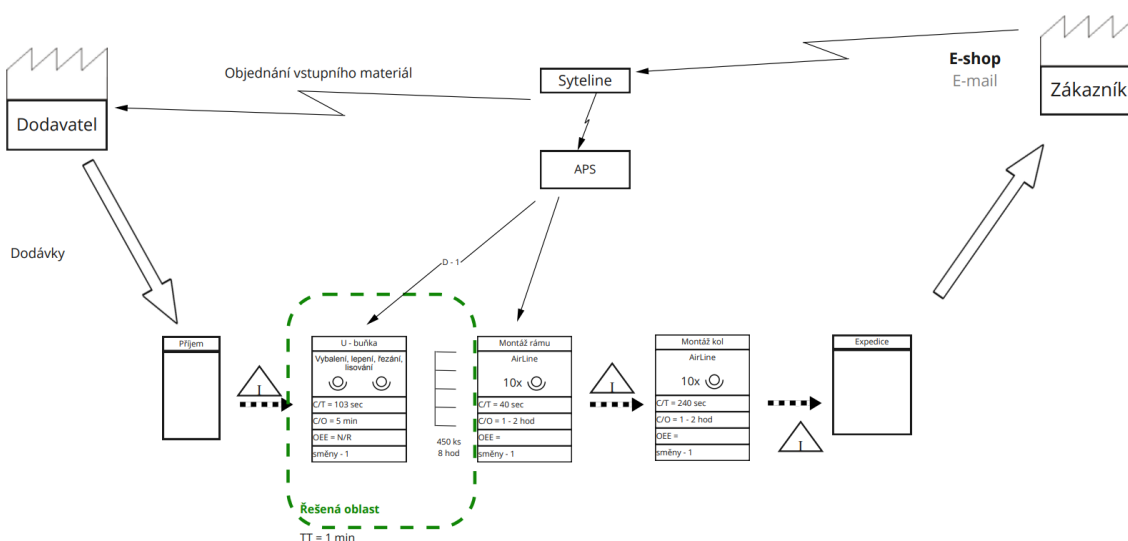 E-shop
E-mail
Zákazník
Objednání vstupního materiál
Syteline
Dodavatel
APS
Dodávky
D - 1
Příjem
I
U - buňka
Vybalení, lepení, řezání,
lisování
C/T = 103 sec
C/O = 5 min
OEE = N/R
směny - 1
450 ks
8 hod
Montáž rámu
AirLine
10x
C/T = 40 sec
C/O = 1 - 2 hod
OEE =
směny - 1
I
Montáž kol
AirLine
10x
C/T = 240 sec
C/O = 1 - 2 hod
OEE =
směny - 1
I
Expedice
Řešená oblast
TT = 1 min